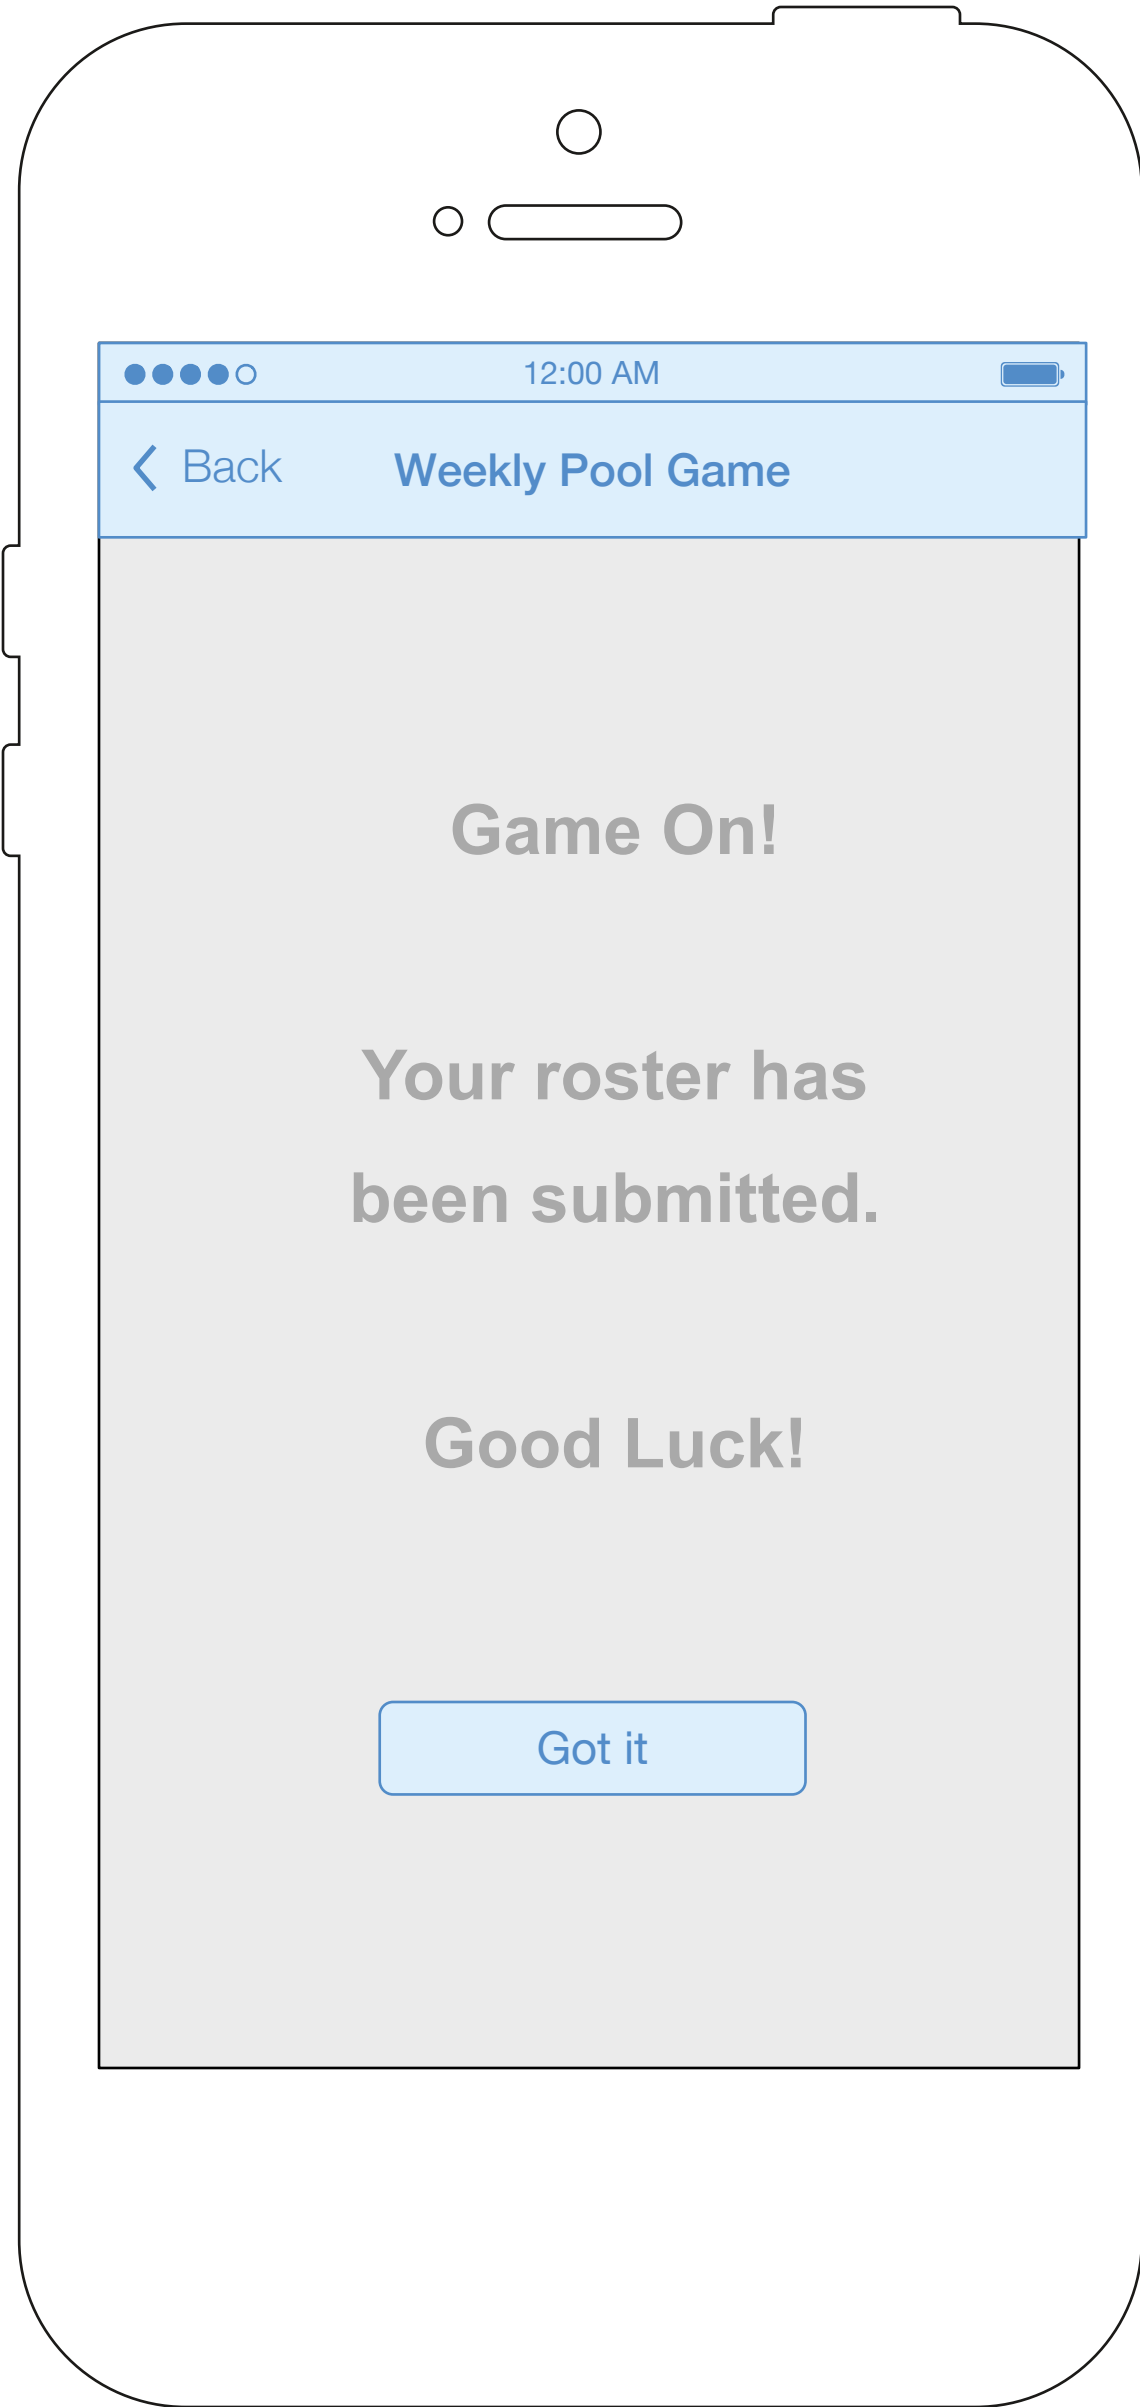 12:00 AM
Back Weekly Pool Game
Game On!
Your roster has
been submitted.
Good Luck!
Got it